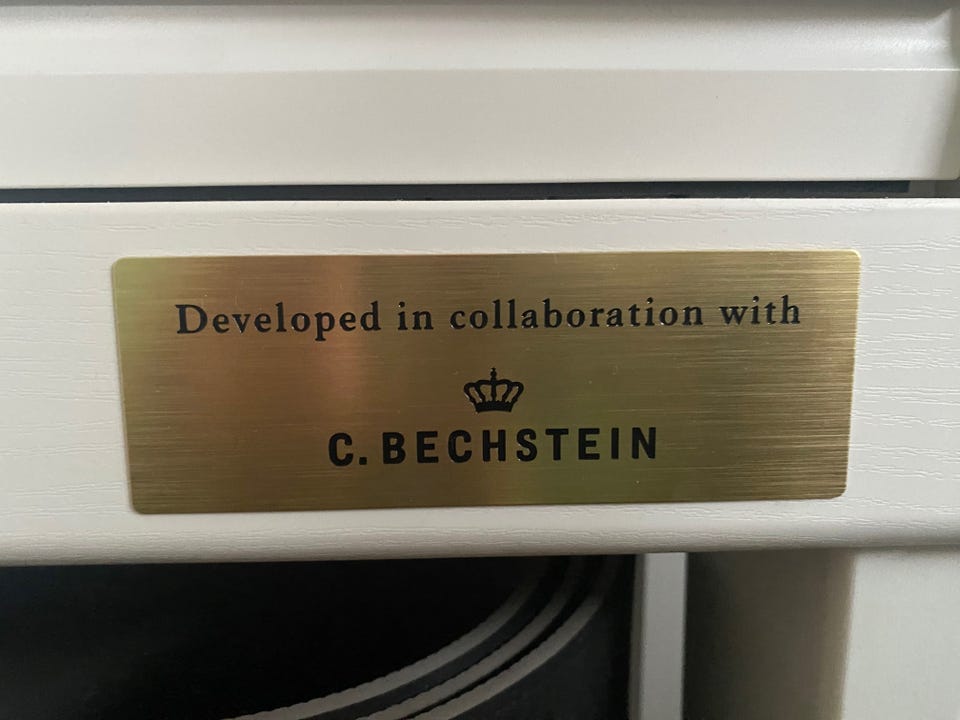 Developed in collaboration with
C. BECHSTEIN